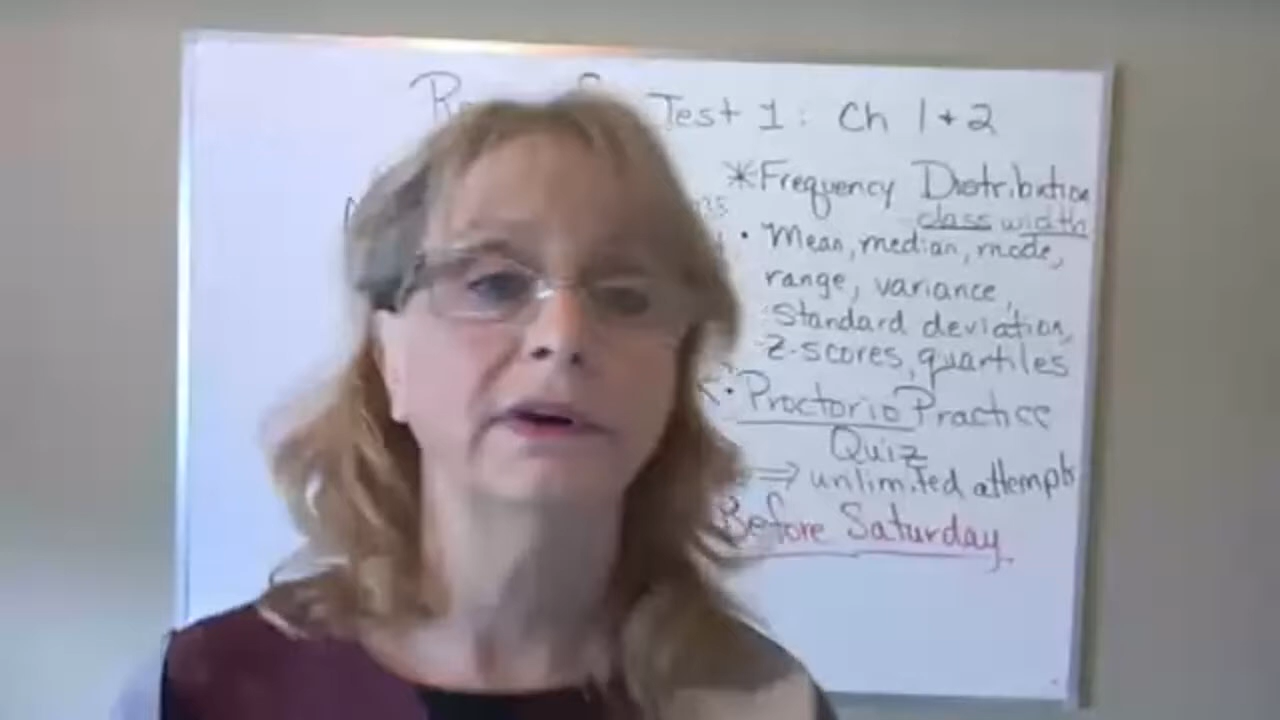 Test 1: Ch 1+2
*Frequency Distribution
class width
• Mean, median, mode,
range, variance,
Standard deviation,
Z-scores, quartiles
• Proctorio Practice
Quiz
⇒ unlimited attempts
Before Saturday